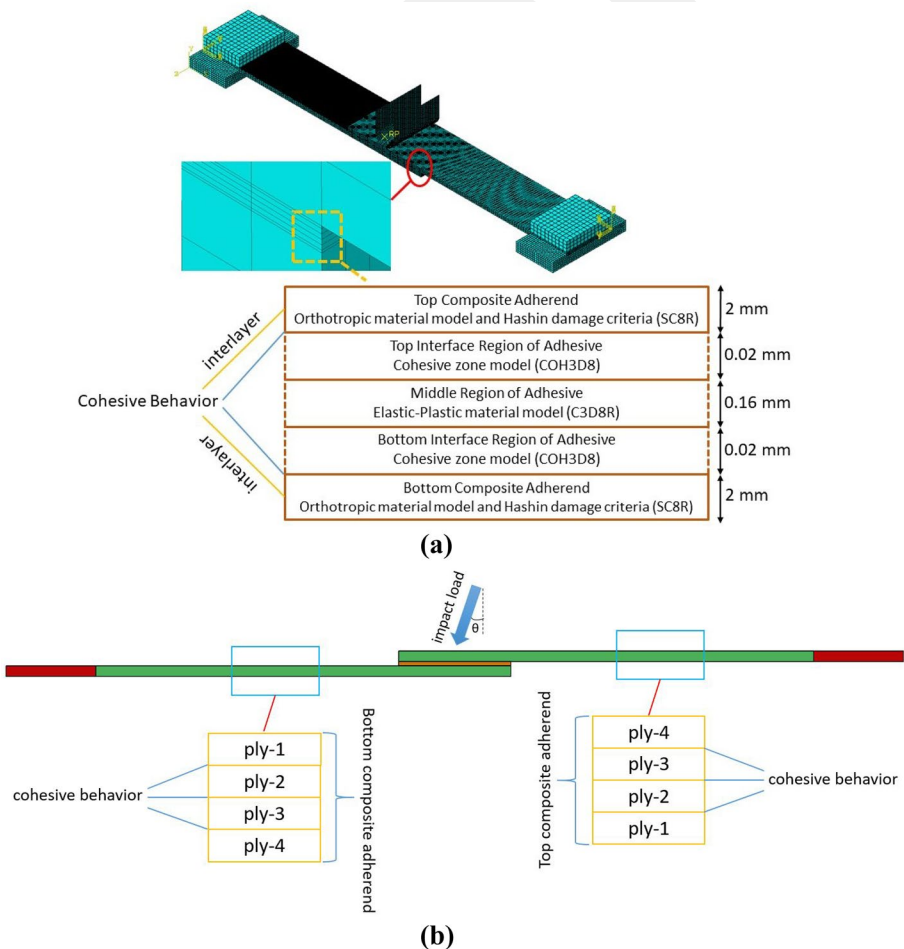 RP
interlayer
Cohesive Behavior
interlayer
Top Composite Adherend
Orthotropic material model and Hashin damage criteria (SC8R)
2 mm
Top Interface Region of Adhesive
Cohesive zone model (COH3D8)
0.02 mm
Middle Region of Adhesive
Elastic-Plastic material model (C3D8R)
0.16 mm
Bottom Interface Region of Adhesive
Cohesive zone model (COH3D8)
0.02 mm
Bottom Composite Adherend
Orthotropic material model and Hashin damage criteria (SC8R)
2 mm
(a)
impact load
θ
cohesive behavior
ply-1
ply-2
ply-3
ply-4
Bottom composite adherend
Top composite adherend
ply-4
ply-3
ply-2
ply-1
cohesive behavior
(b)